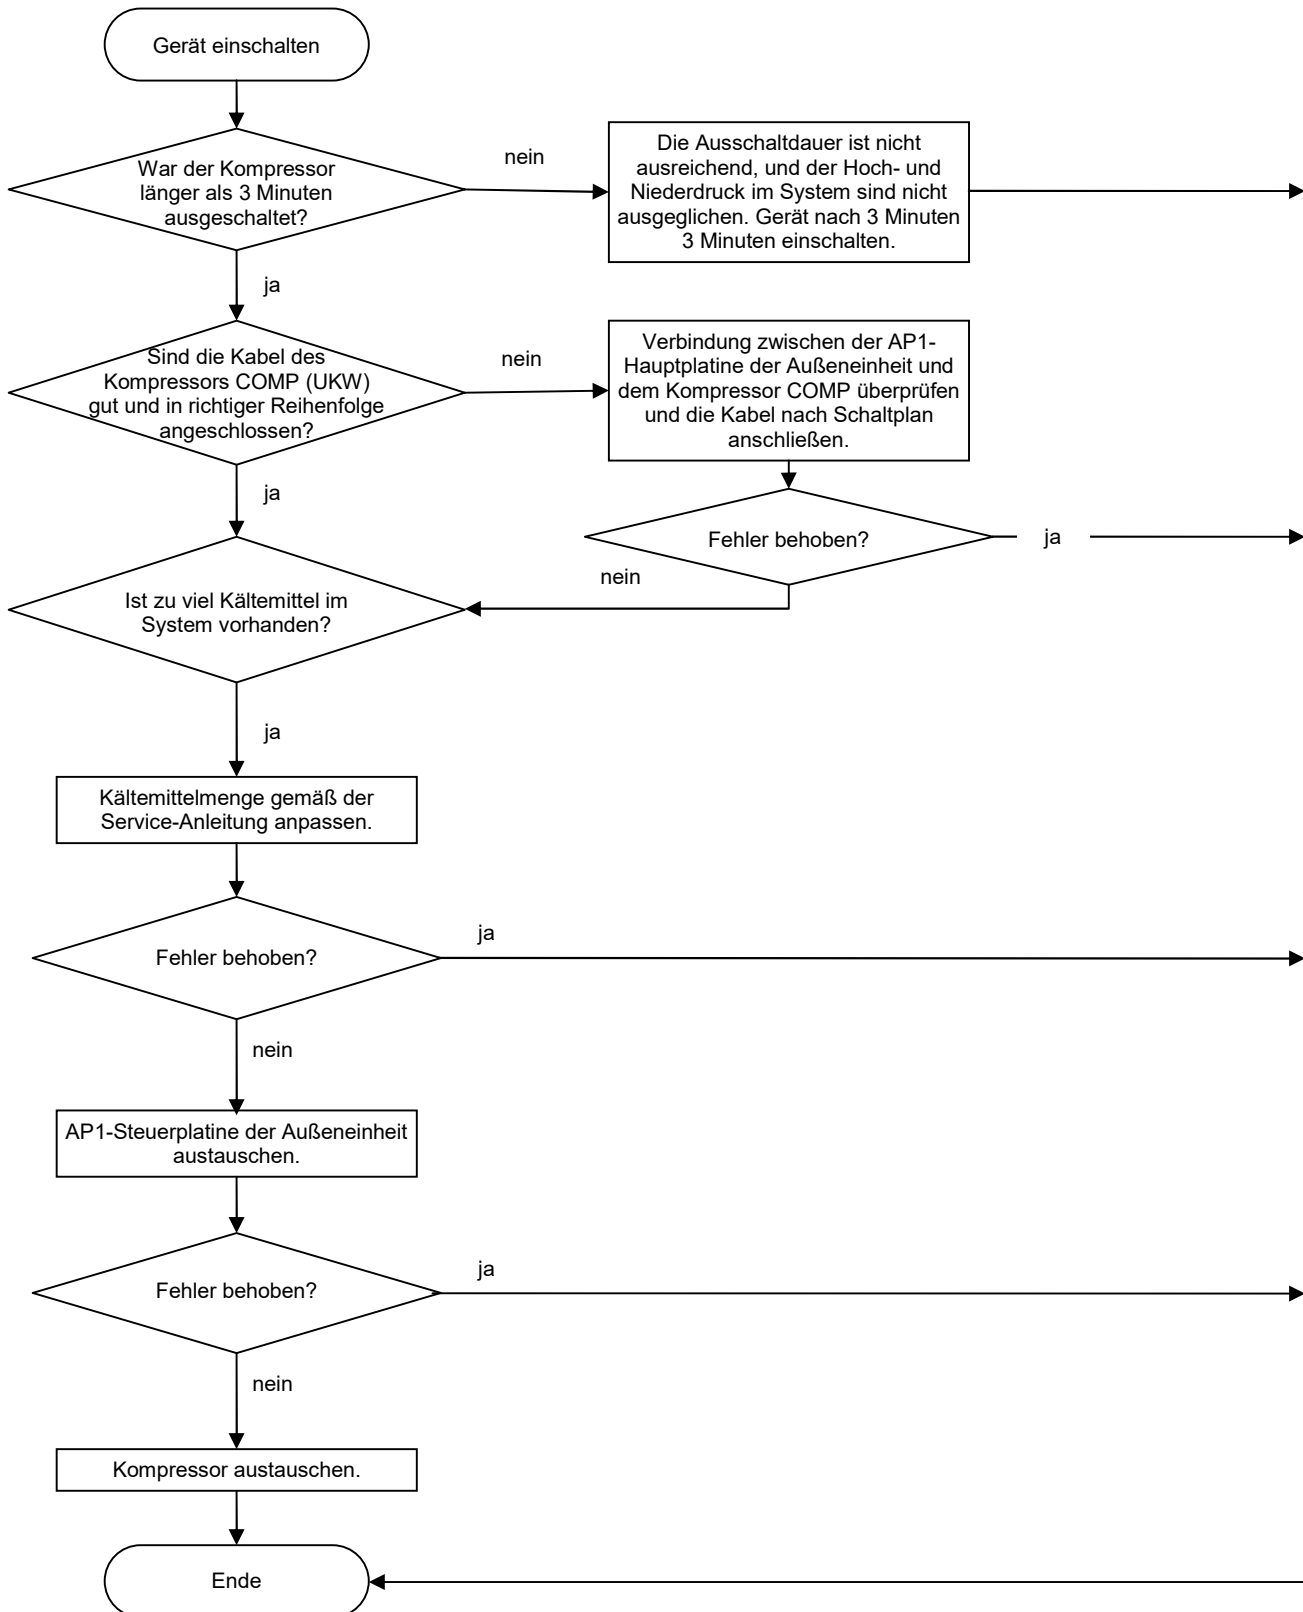 Gerät einschalten
War der Kompressor
länger als 3 Minuten
ausgeschaltet?
nein
Die Ausschaltdauer ist nicht
ausreichend, und der Hoch- und
Niederdruck im System sind nicht
ausgeglichen. Gerät nach 3 Minuten
3 Minuten einschalten.
ja
Sind die Kabel des
Kompressors COMP (UKW)
gut und in richtiger Reihenfolge
angeschlossen?
nein
Verbindung zwischen der AP1-
Hauptplatine der Außeneinheit und
dem Kompressor COMP überprüfen
und die Kabel nach Schaltplan
anschließen.
ja
Fehler behoben?
ja
nein
Ist zu viel Kältemittel im
System vorhanden?
ja
Kältemittelmenge gemäß der
Service-Anleitung anpassen.
Fehler behoben?
ja
nein
AP1-Steuerplatine der Außeneinheit
austauschen.
Fehler behoben?
ja
nein
Kompressor austauschen.
Ende